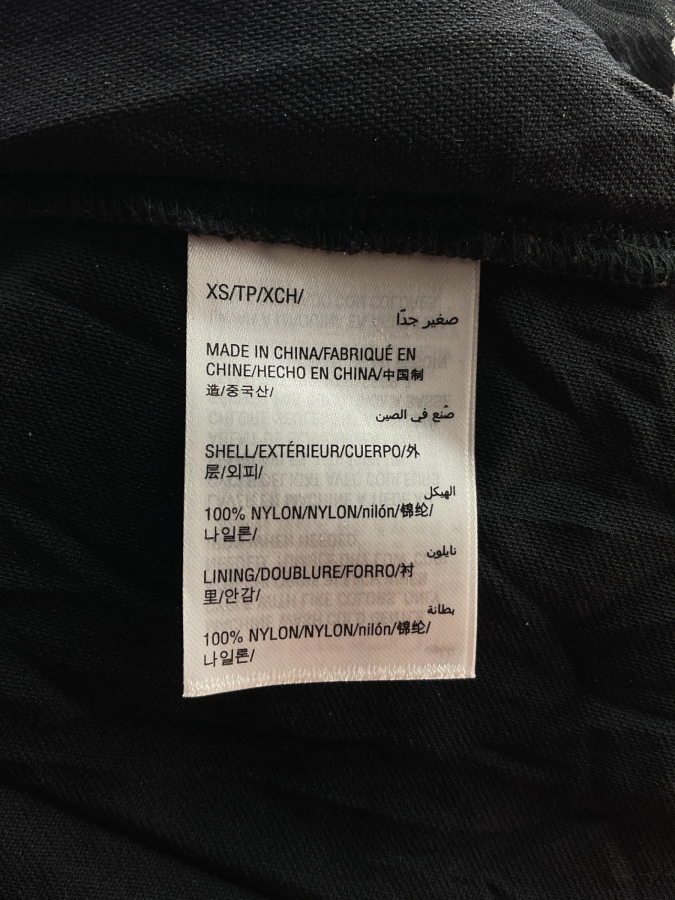 XS/TP/XCH/
صغير جدًا
MADE IN CHINA/FABRIQUÉ EN
CHINE/HECHO EN CHINA/中国制
造/중국산/
صُنع في الصين
SHELL/EXTÉRIEUR/CUERPO/外
层/외피/
الهيكل
100% NYLON/NYLON/nilón/锦纶/
나일론/
نايلون
LINING/DOUBLURE/FORRO/衬
里/안감/
بطانة
100% NYLON/NYLON/nilón/锦纶/
나일론/